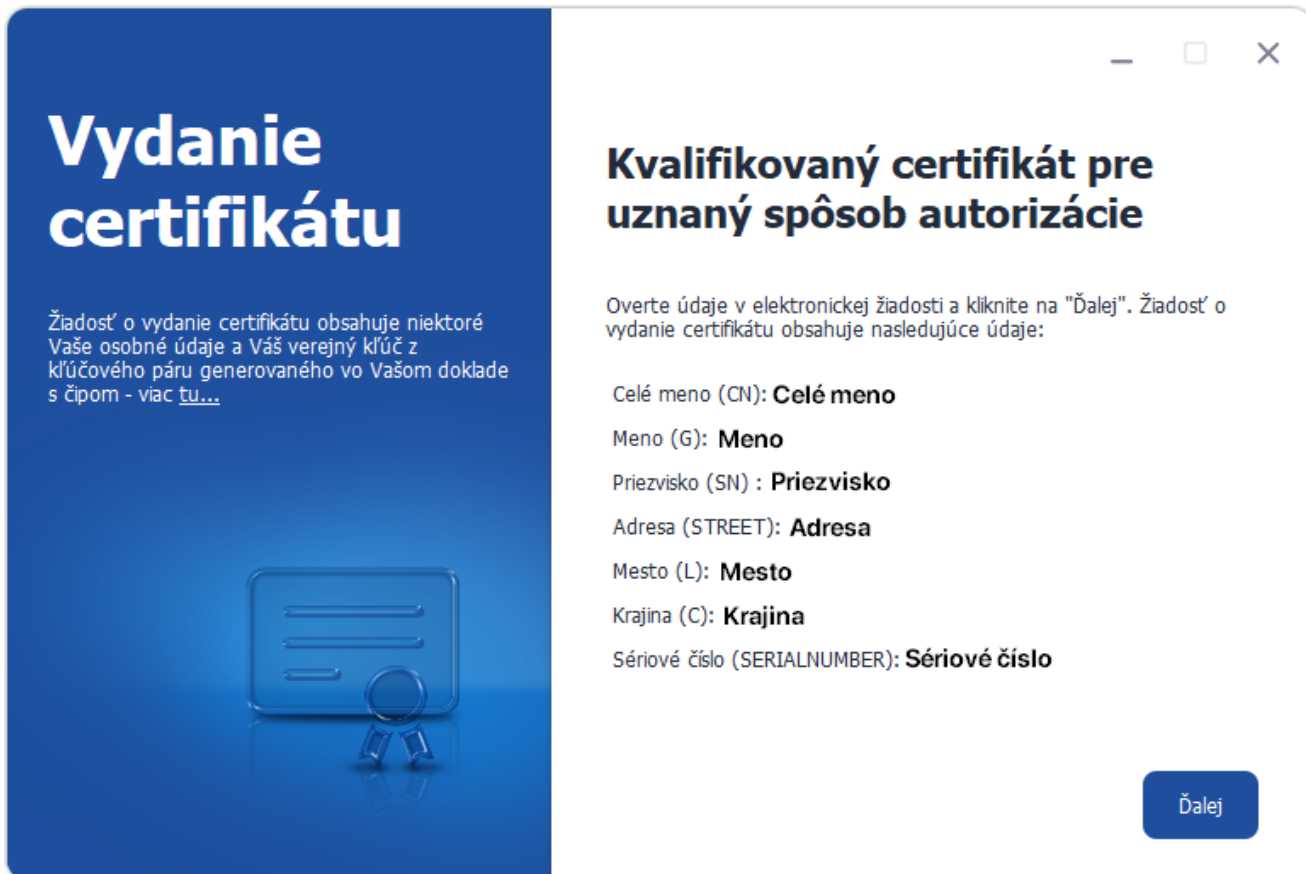 Vydanie
certifikátu
Žiadosť o vydanie certifikátu obsahuje niektoré
Vaše osobné údaje a Váš verejný kľúč z
kľúčového páru generovaného vo Vašom doklade
s čipom - viac tu...
Kvalifikovaný certifikát pre
uznaný spôsob autorizácie
Overte údaje v elektronickej žiadosti a kliknite na "Ďalej". Žiadosť o
vydanie certifikátu obsahuje nasledujúce údaje:
Celé meno (CN): Celé meno
Meno (G): Meno
Priezvisko (SN) : Priezvisko
Adresa (STREET): Adresa
Mesto (L): Mesto
Krajina (C): Krajina
Sériové číslo (SERIALNUMBER): Sériové číslo
Ďalej